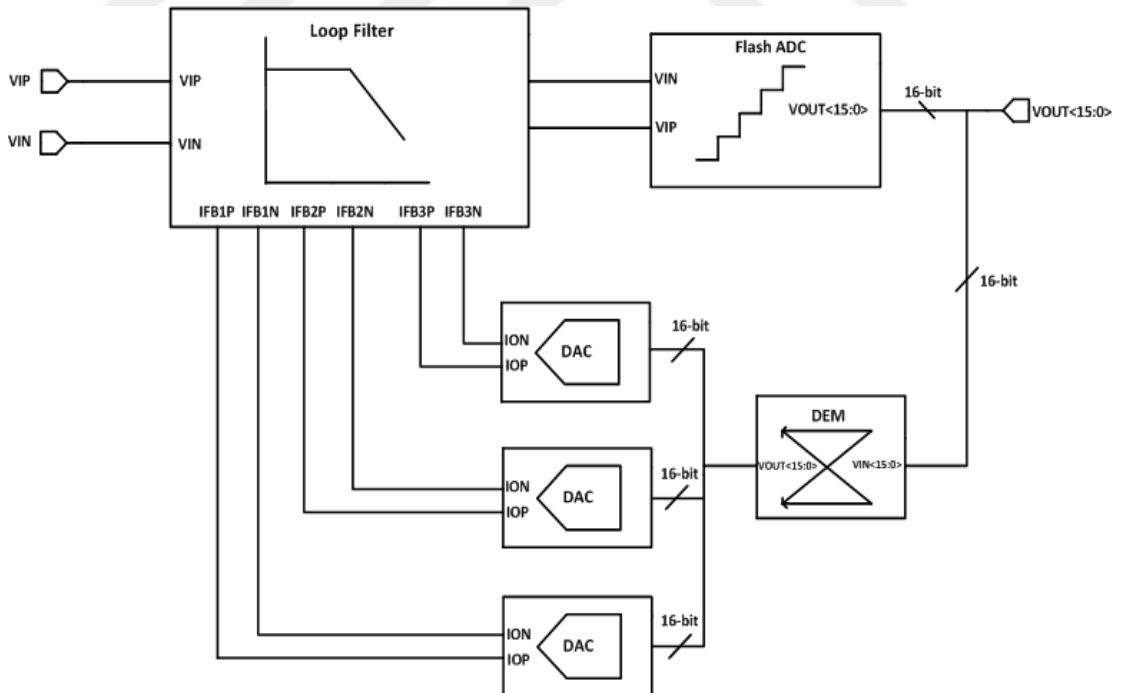 Loop Filter
Flash ADC
VIP
VIP
VIN
VIN
VIN
VIP
VOUT<15:0>
16-bit
VOUT<15:0>
IFB1P IFB1N IFB2P IFB2N IFB3P IFB3N
16-bit
ION
IOP
DAC
16-bit
DEM
VOUT<15:0>
VIN<15:0>
ION
IOP
DAC
16-bit
ION
IOP
DAC
16-bit